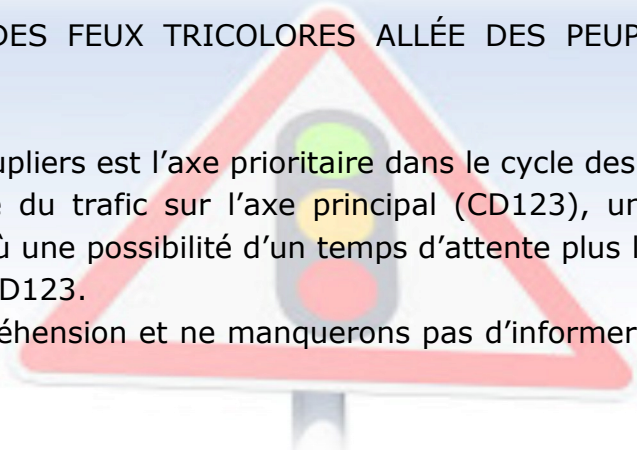 DES FEUX TRICOLORES ALLÉE DES PEUP
upliers est l’axe prioritaire dans le cycle des
du trafic sur l’axe principal (CD123), un
ù une possibilité d’un temps d’attente plus l
D123.
éhension et ne manquerons pas d’informer